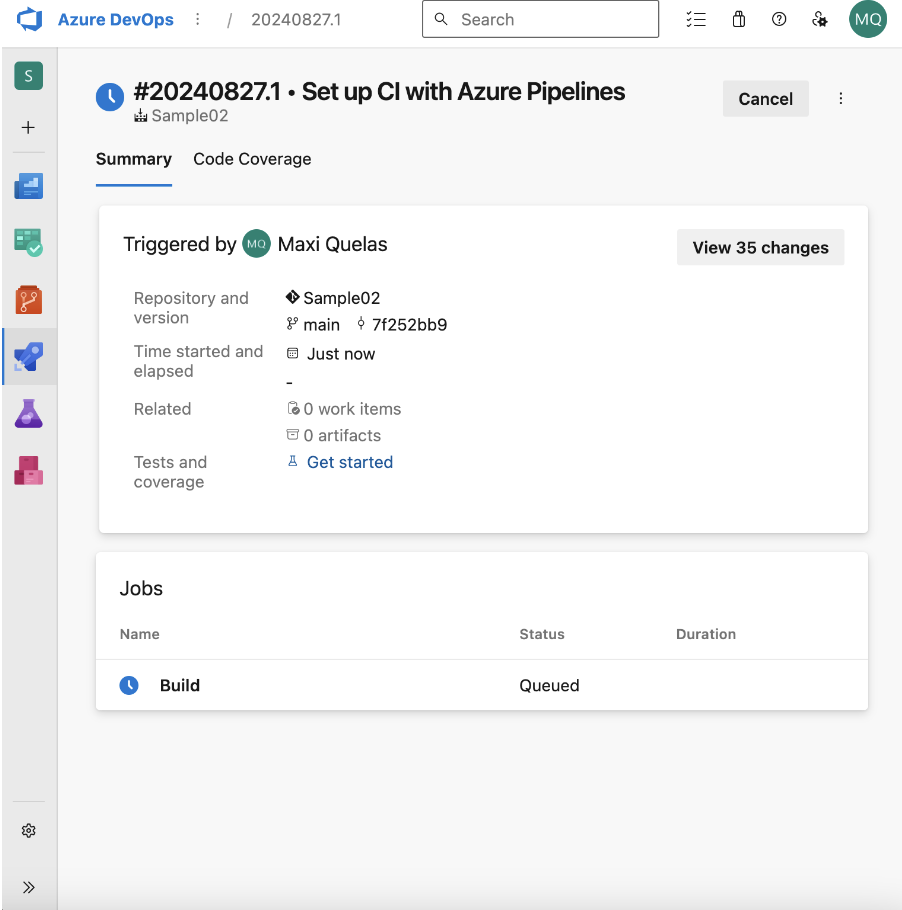 Azure DevOps / 20240827.1 Search MQ
S
#20240827.1 • Set up CI with Azure Pipelines
Sample02
Cancel
Summary Code Coverage
Triggered by MQ Maxi Quelas
View 35 changes
Repository and
version
Sample02
main 7f252bb9
Time started and
elapsed
Just now
-
Related
0 work items
0 artifacts
Tests and
coverage
Get started
Jobs
Name Status Duration
Build Queued